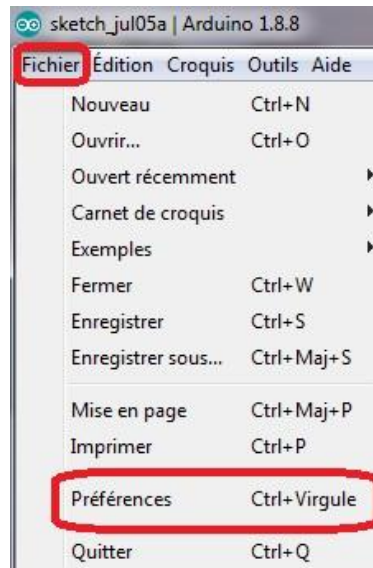 sketch_jul05a | Arduino 1.8.8
Fichier Édition Croquis Outils Aide
Nouveau Ctrl+N
Ouvrir... Ctrl+O
Ouvert récemment
Carnet de croquis
Exemples
Fermer Ctrl+W
Enregistrer Ctrl+S
Enregistrer sous... Ctrl+Maj+S
Mise en page Ctrl+Maj+P
Imprimer Ctrl+P
Préférences Ctrl+Virgule
Quitter Ctrl+Q